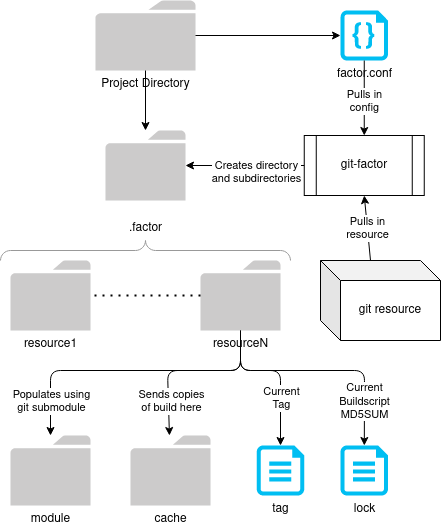 Project Directory
{}
factor.conf
Pulls in
config
git-factor
Creates directory
and subdirectories
Pulls in
resource
.factor
git resource
resource1
resourceN
Populates using
git submodule
Sends copies
of build here
Current
Tag
Current
Buildscript
MD5SUM
module
cache
tag
lock